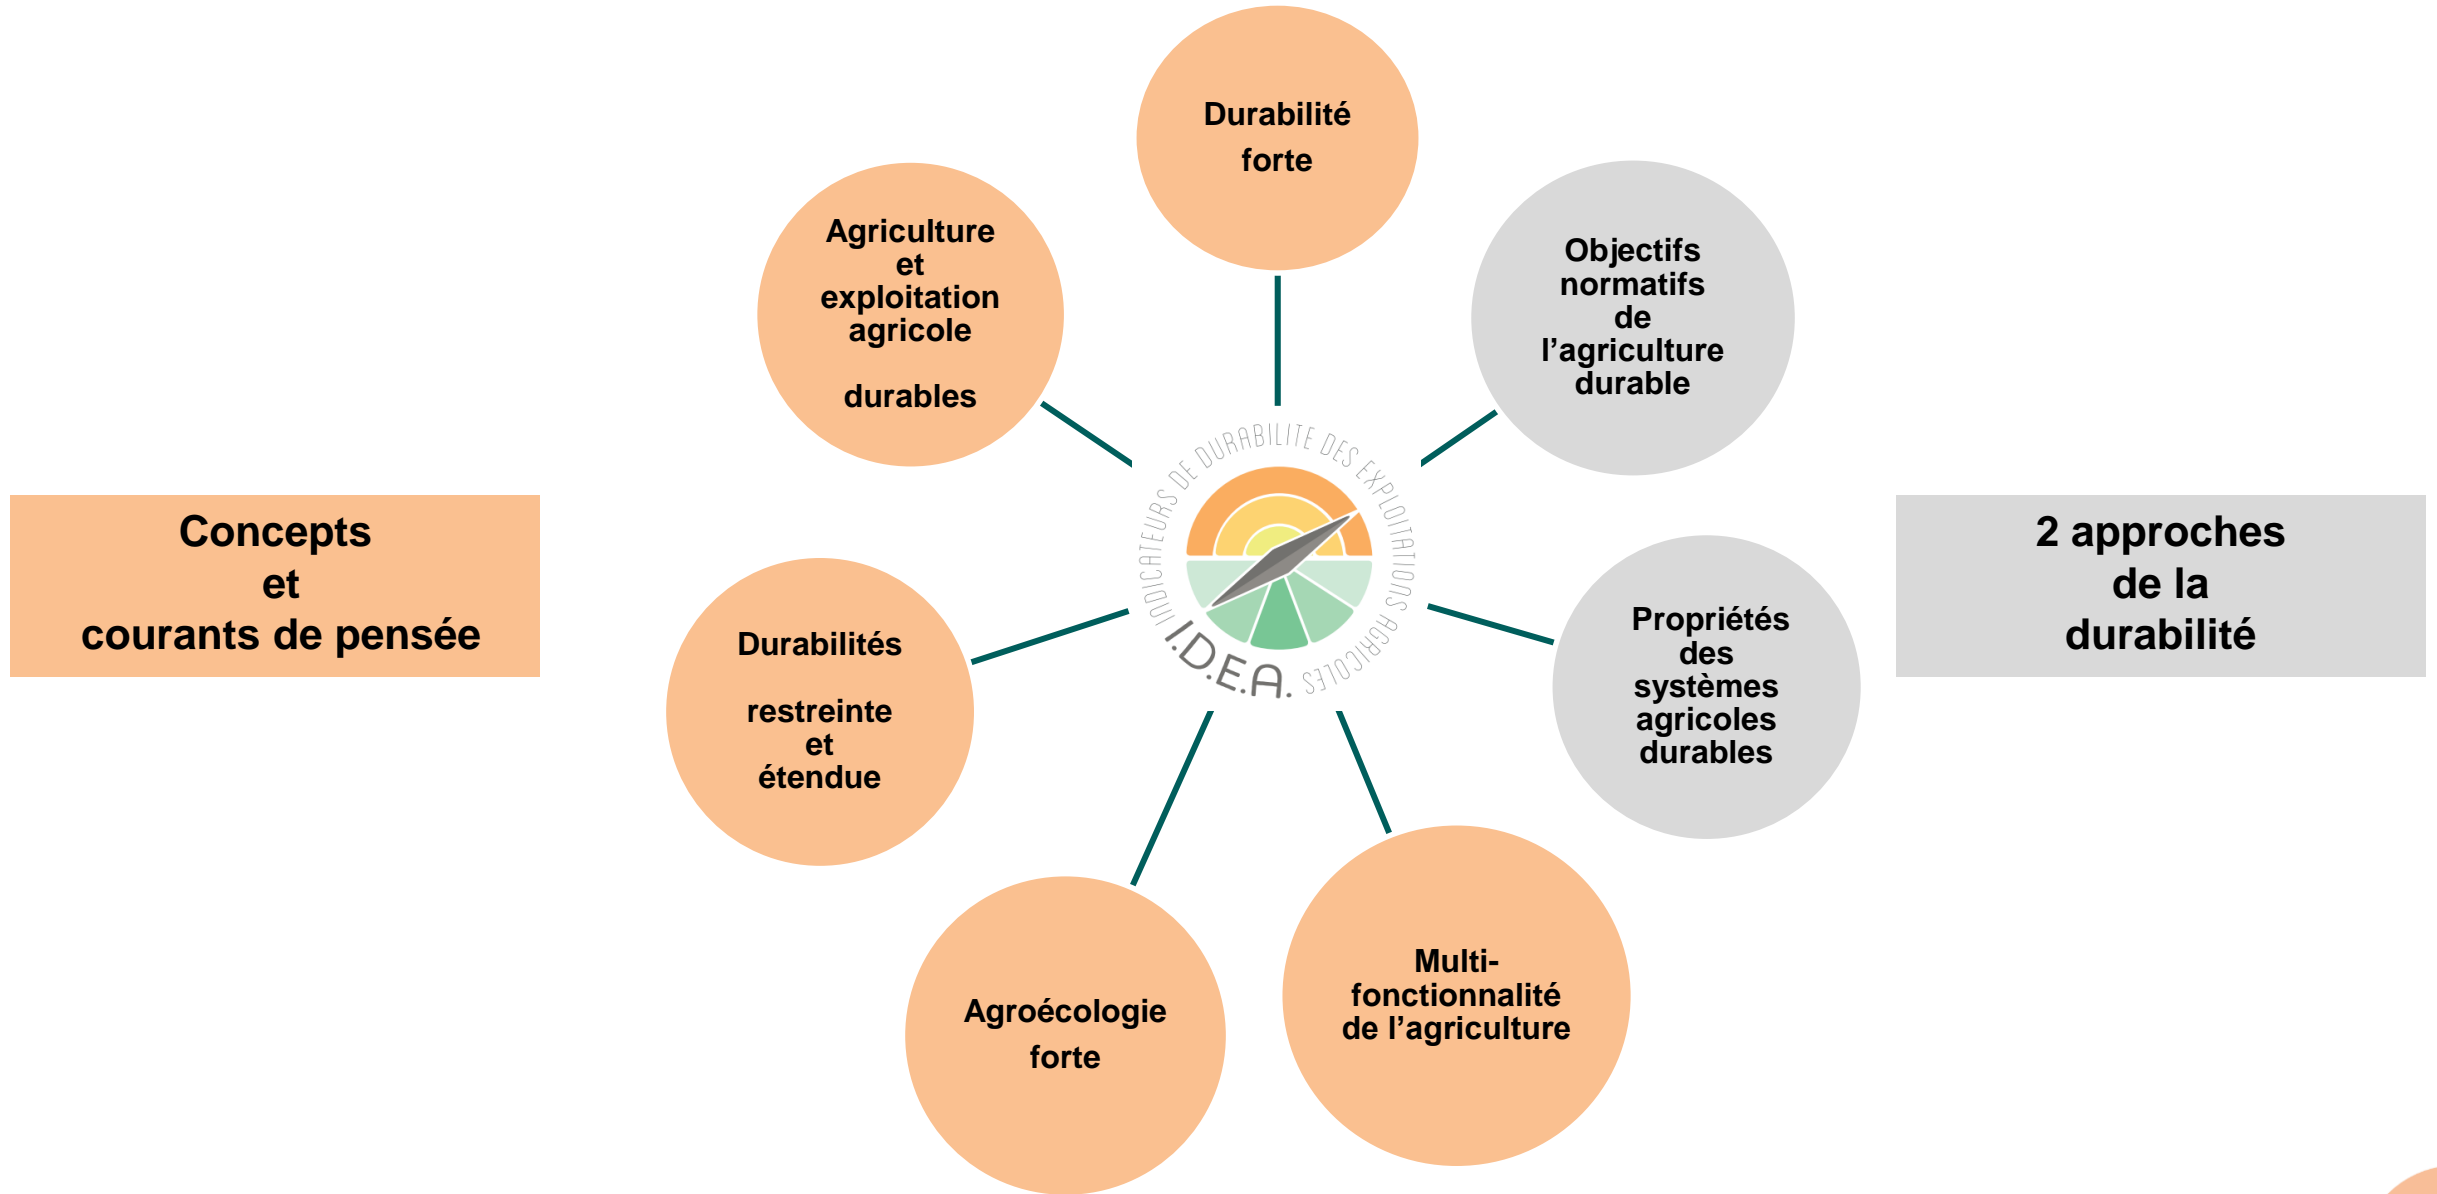 Durabilité
forte
Agriculture
et
exploitation
agricole
durables
Objectifs
normatifs
de
l’agriculture
durable
Concepts
et
courants de pensée
INDICATEURS DE DURABILITE DES EXPLOITATIONS AGRICOLES
I.D.E.A.
2 approches
de la
durabilité
Durabilités
restreinte
et
étendue
Propriétés
des
systèmes
agricoles
durables
Agroécologie
forte
Multi-
fonctionnalité
de l’agriculture